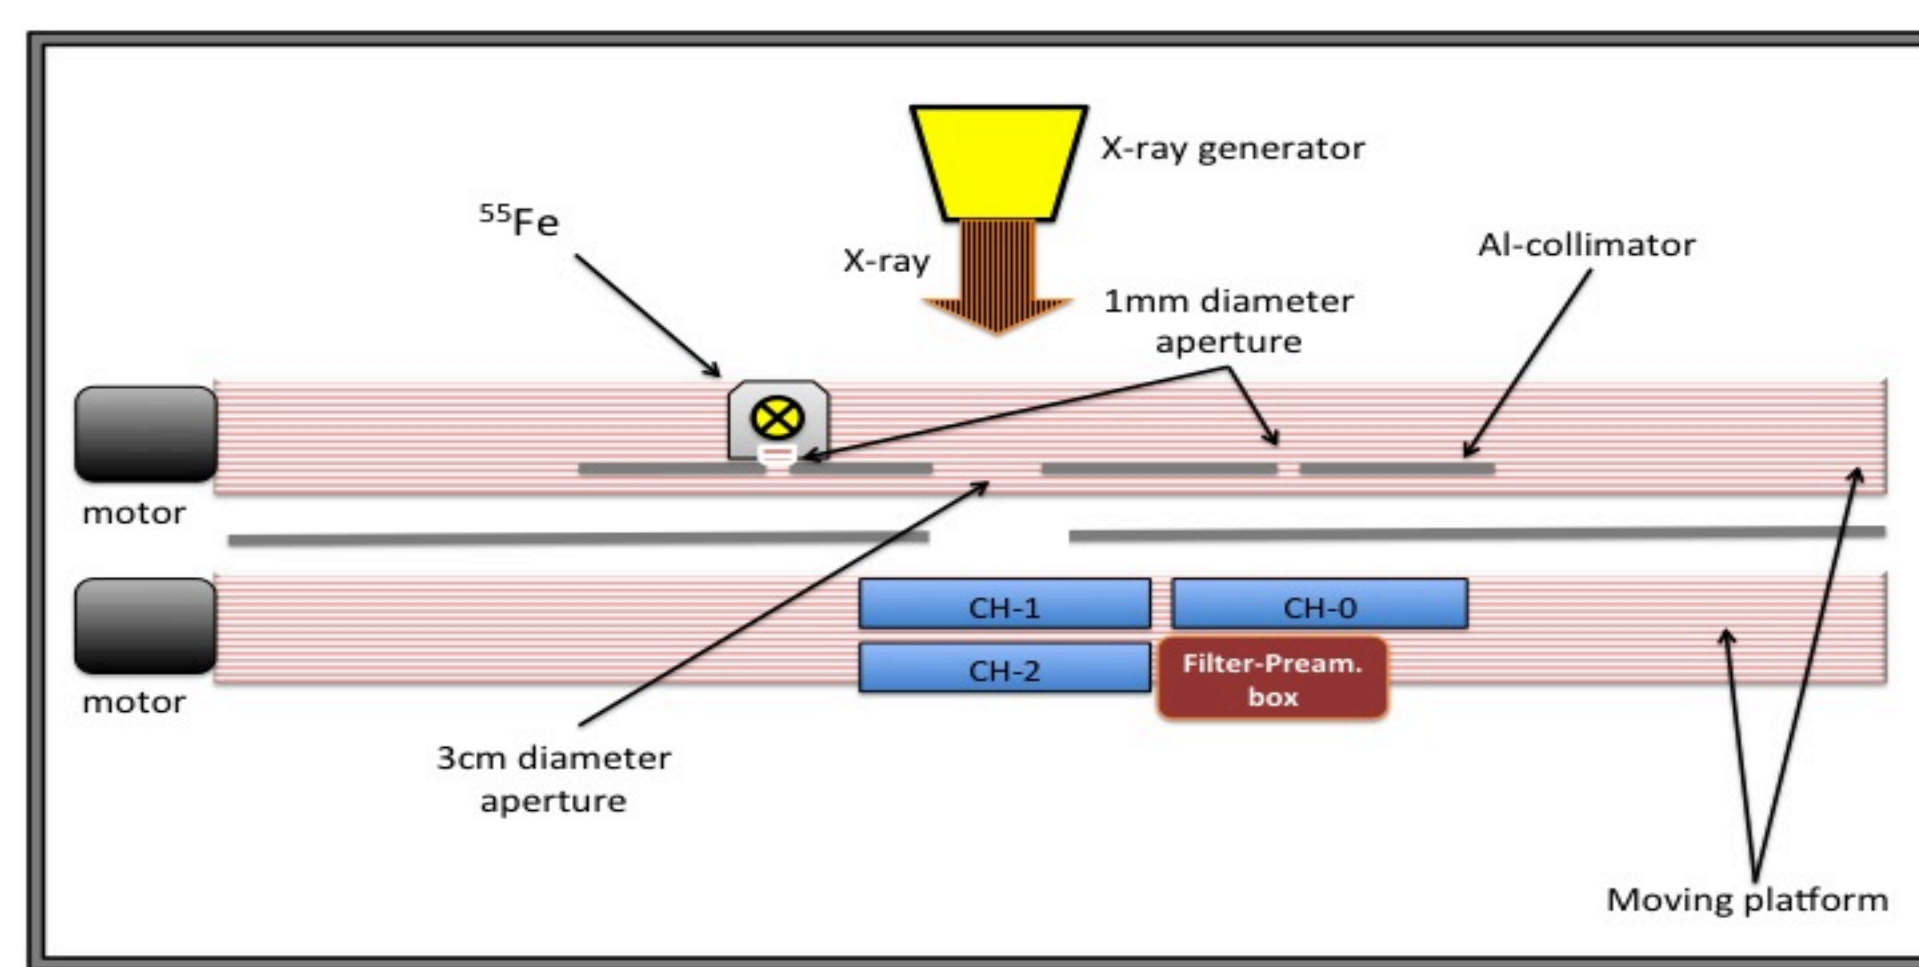 X-ray generator
⁵⁵Fe
X-ray
Al-collimator
1mm diameter
aperture
motor
CH-1
CH-0
CH-2
Filter-Pream.
box
motor
3cm diameter
aperture
Moving platform